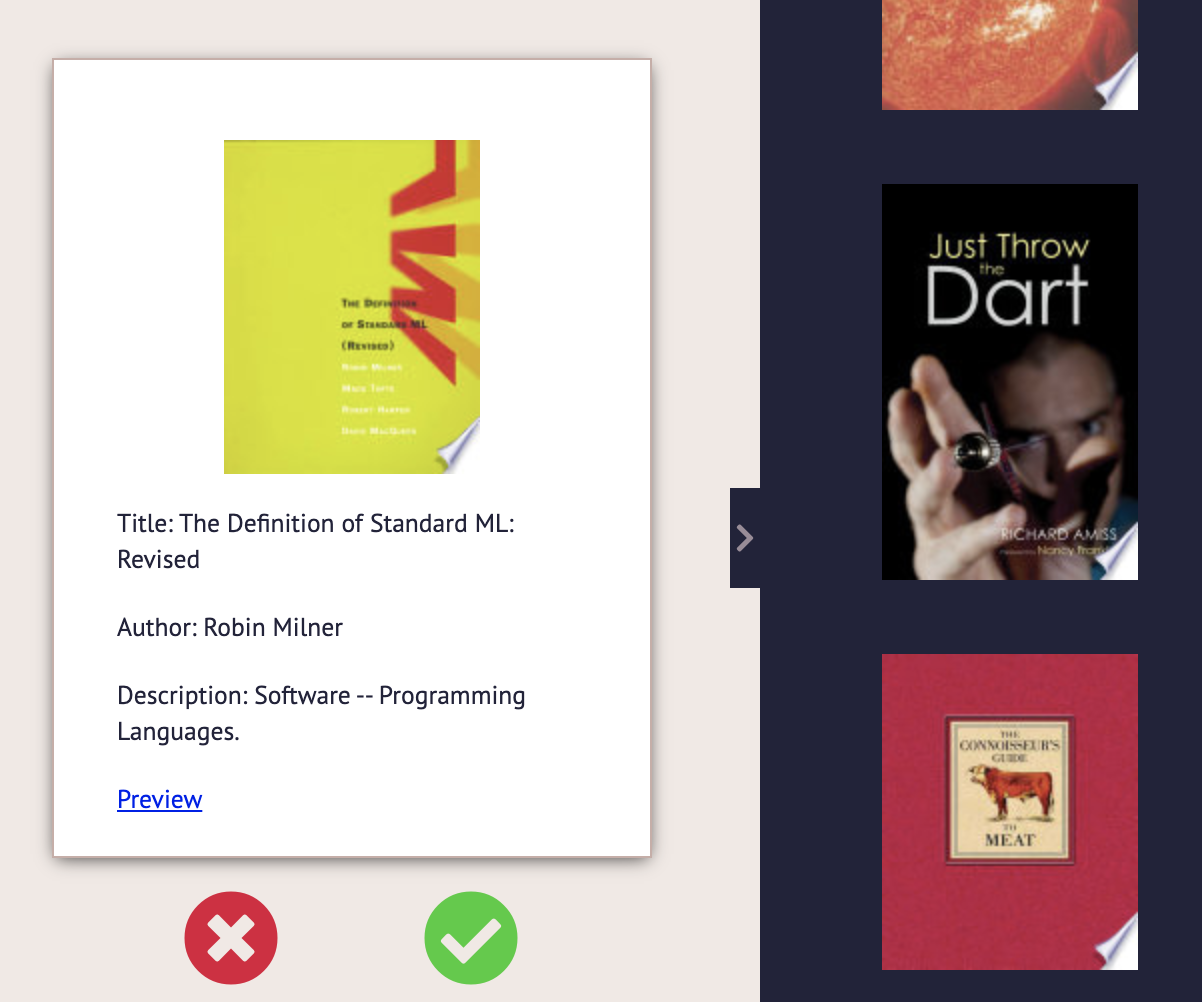 THE DEFINITION
OF STANDARD ML
(REVISED)
ROBIN MILNER
MADS TOFTE
ROBERT HARPER
DAVID MACQUEEN
Title: The Definition of Standard ML:
Revised
Author: Robin Milner
Description: Software -- Programming
Languages.
Preview
Just Throw
the
Dart
RICHARD AMISS
Nancy
THE
CONNOISSEUR'S
GUIDE
TO
MEAT